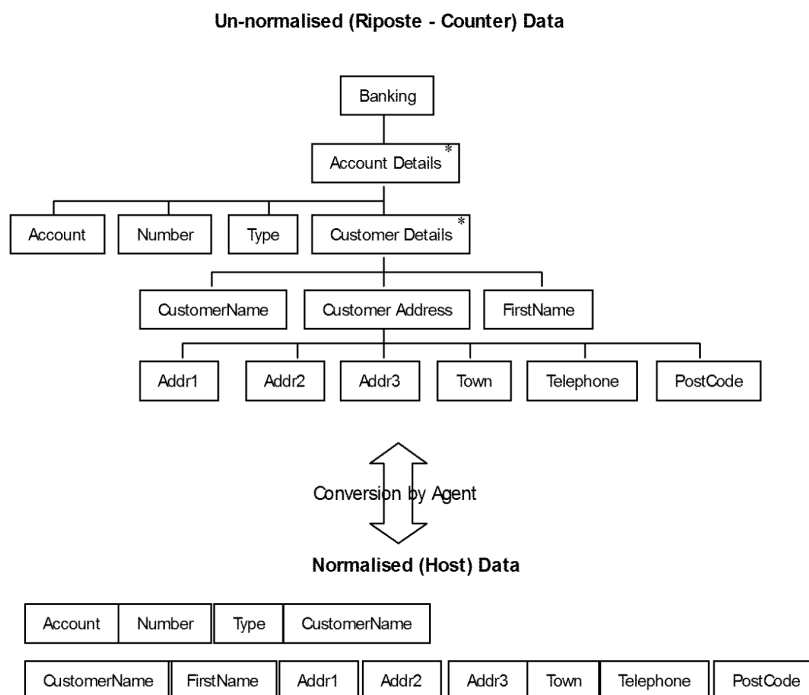 Un-normalised (Riposte - Counter) Data
Banking
Account Details *
Account Number Type Customer Details *
CustomerName Customer Address FirstName
Addr1 Addr2 Addr3 Town Telephone PostCode
Conversion by Agent
Normalised (Host) Data
Account Number Type CustomerName
CustomerName FirstName Addr1 Addr2 Addr3 Town Telephone PostCode